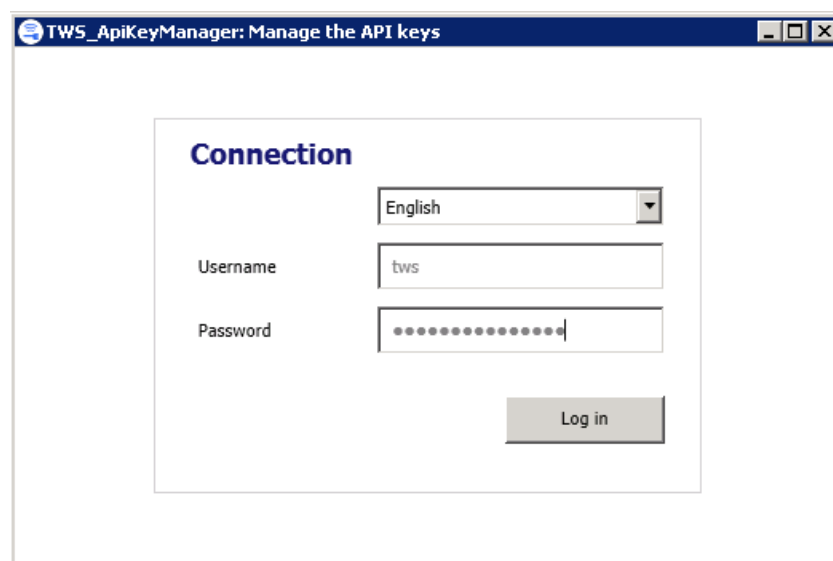 TWS_ApiKeyManager: Manage the API keys
Connection
English
Username tws
Password ●●●●●●●●●●●●●●●
Log in